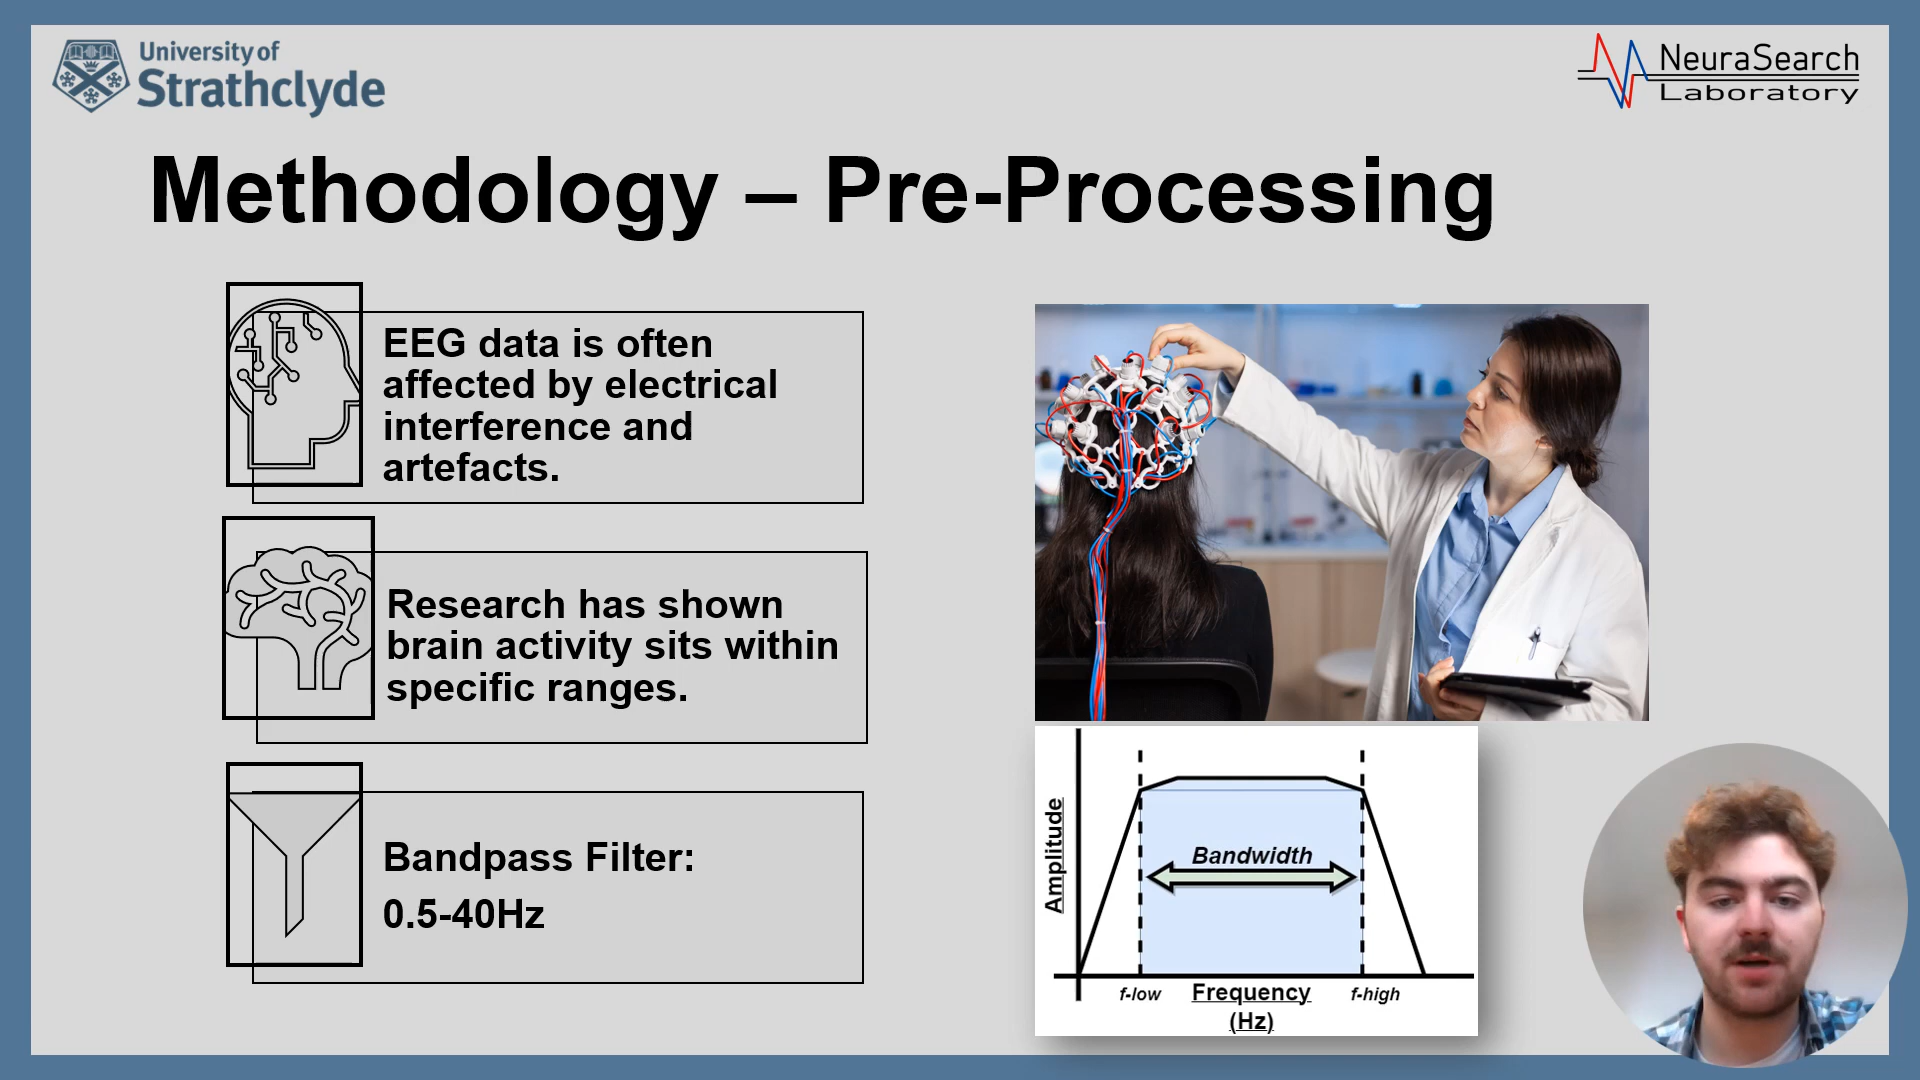 University of
Strathclyde
NeuraSearch
Laboratory
Methodology – Pre-Processing
EEG data is often
affected by electrical
interference and
artefacts.
Research has shown
brain activity sits within
specific ranges.
Bandpass Filter:
0.5-40Hz
Amplitude
Bandwidth
f-low
Frequency
(Hz)
f-high